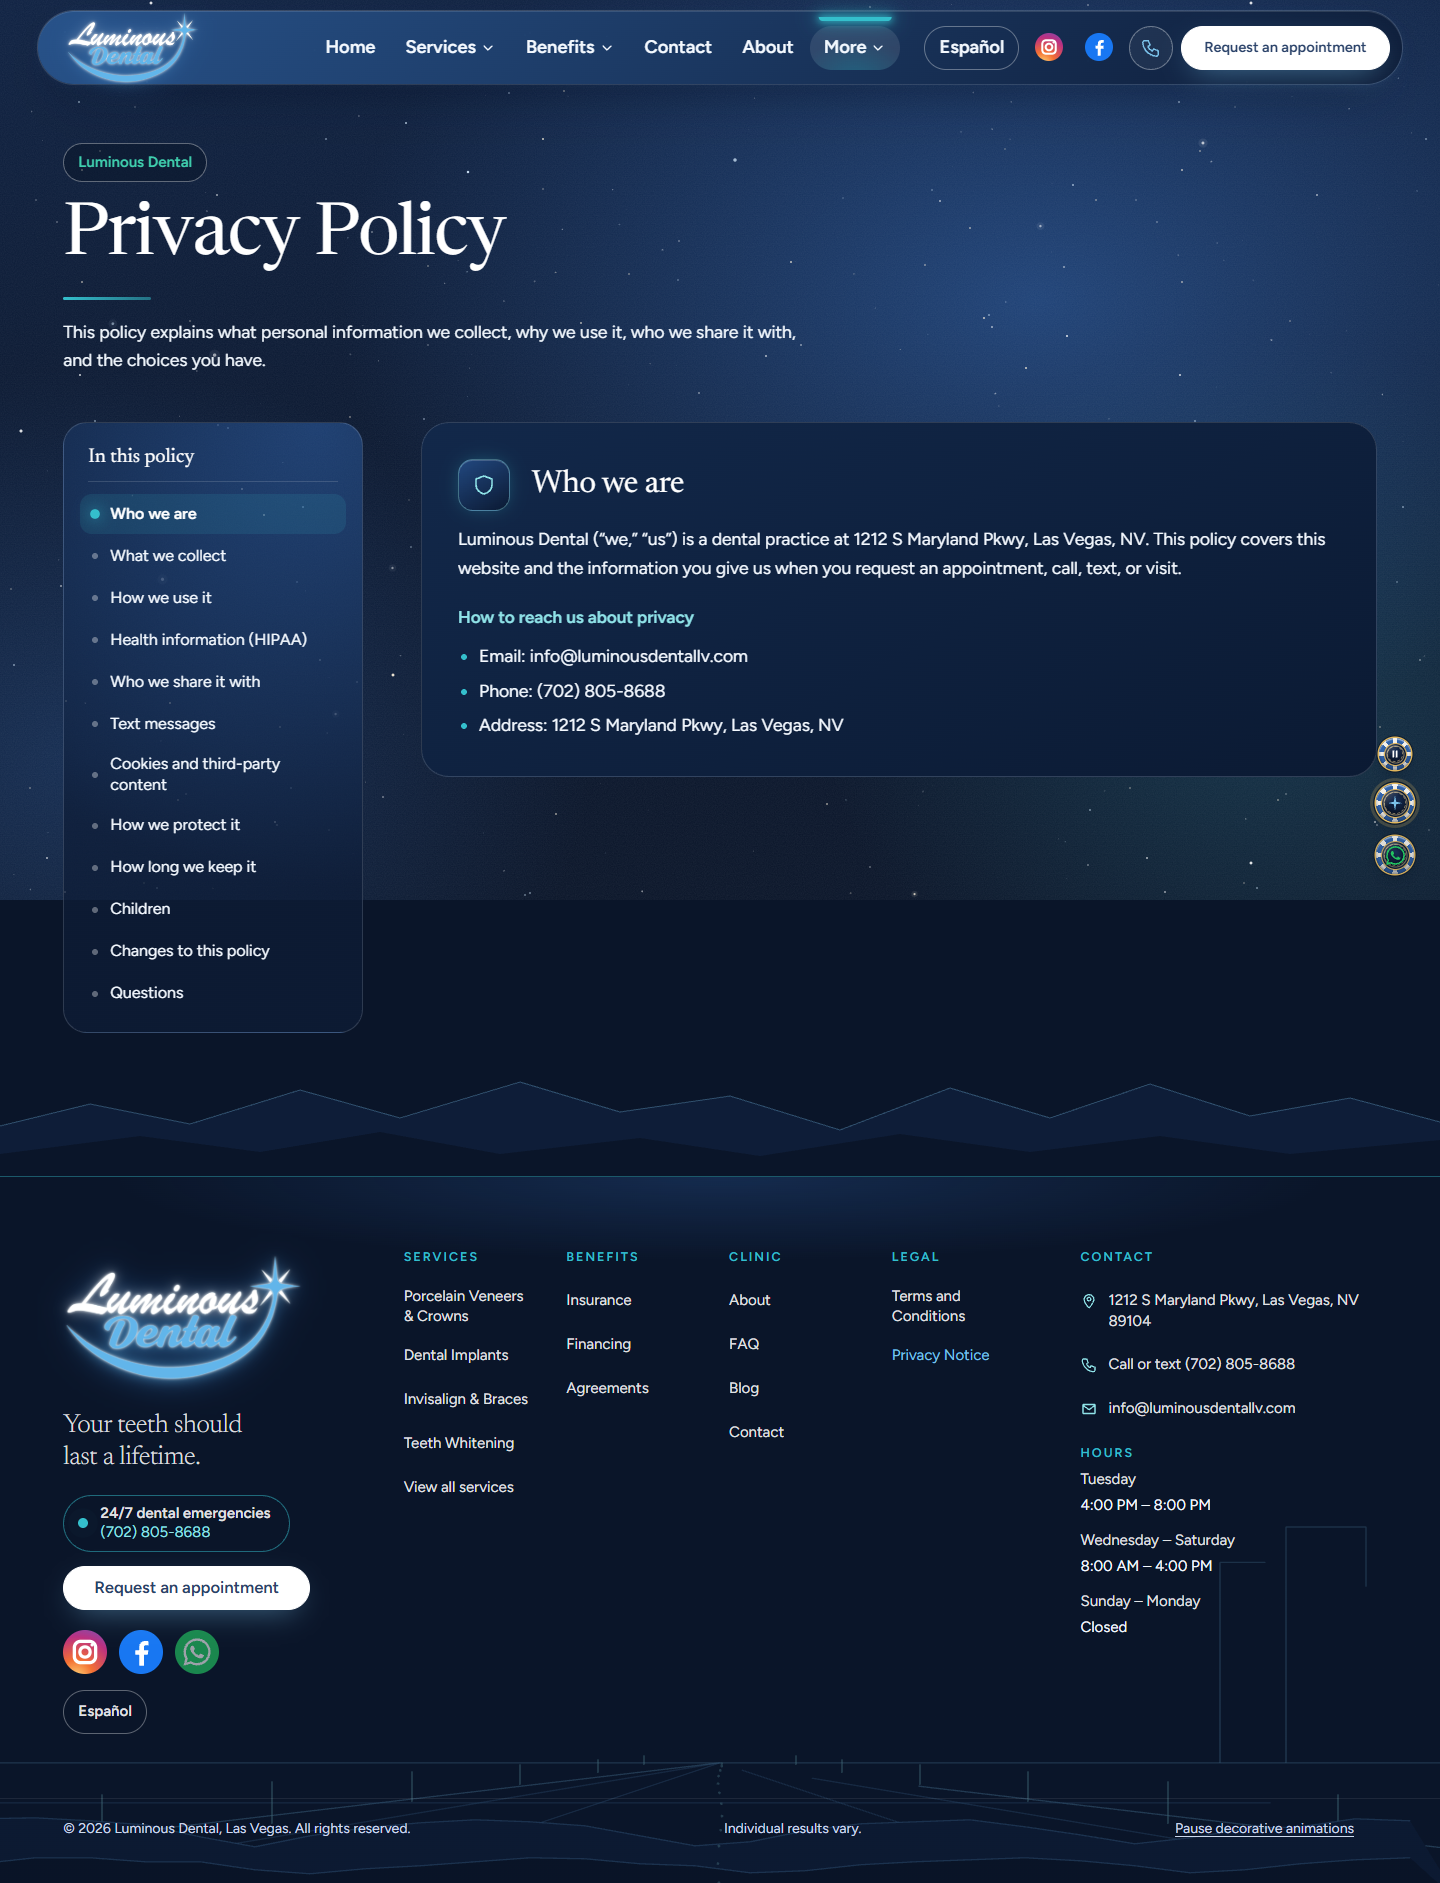 Luminous
Dental
Home
Services
Benefits
Contact
About
More
Español
Request an appointment
Luminous Dental
Privacy Policy
This policy explains what personal information we collect, why we use it, who we share it with,
and the choices you have.
In this policy
Who we are
What we collect
How we use it
Health information (HIPAA)
Who we share it with
Text messages
Cookies and third-party
content
How we protect it
How long we keep it
Children
Changes to this policy
Questions
Who we are
Luminous Dental (“we,” “us”) is a dental practice at 1212 S Maryland Pkwy, Las Vegas, NV. This policy covers this
website and the information you give us when you request an appointment, call, text, or visit.
How to reach us about privacy
Email: info@luminousdentallv.com
Phone: (702) 805-8688
Address: 1212 S Maryland Pkwy, Las Vegas, NV
Luminous
Dental
Your teeth should
last a lifetime.
24/7 dental emergencies
(702) 805-8688
Request an appointment
Español
SERVICES
Porcelain Veneers
& Crowns
Dental Implants
Invisalign & Braces
Teeth Whitening
View all services
BENEFITS
Insurance
Financing
Agreements
CLINIC
About
FAQ
Blog
Contact
LEGAL
Terms and
Conditions
Privacy Notice
CONTACT
1212 S Maryland Pkwy, Las Vegas, NV
89104
Call or text (702) 805-8688
info@luminousdentallv.com
HOURS
Tuesday
4:00 PM – 8:00 PM
Wednesday – Saturday
8:00 AM – 4:00 PM
Sunday – Monday
Closed
© 2026 Luminous Dental, Las Vegas. All rights reserved.
Individual results vary.
Pause decorative animations